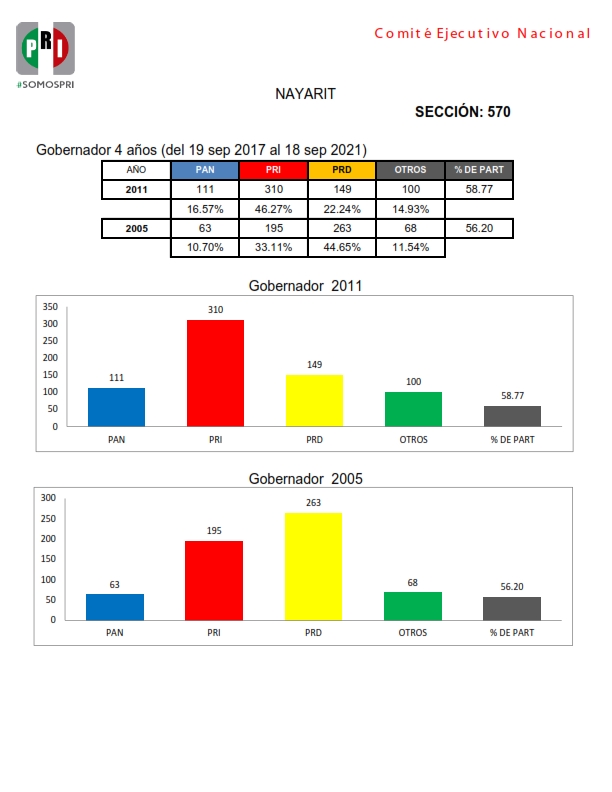 PRI
#SOMOSPRI
Comité Ejecutivo Nacional
NAYARIT
SECCIÓN: 570
Gobernador 4 años (del 19 sep 2017 al 18 sep 2021)
AÑO PAN PRI PRD OTROS % DE PART
2011 111 310 149 100 58.77
16.57% 46.27% 22.24% 14.93%
2005 63 195 263 68 56.20
10.70% 33.11% 44.65% 11.54%
Gobernador 2011
350
300
250
200
150
100
50
0
111
310
149
100
58.77
PAN PRI PRD OTROS % DE PART
Gobernador 2005
300
250
200
150
100
50
0
63
195
263
68
56.20
PAN PRI PRD OTROS % DE PART